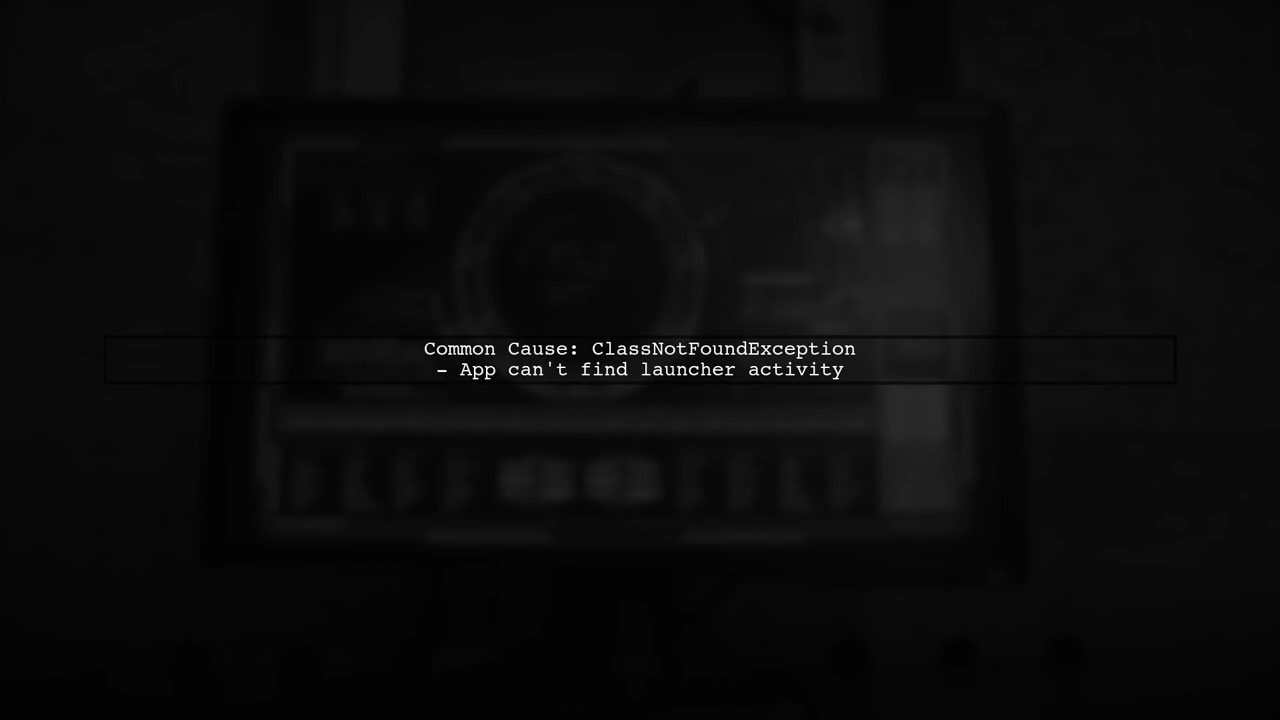 Common Cause: ClassNotFoundException
– App can't find launcher activity